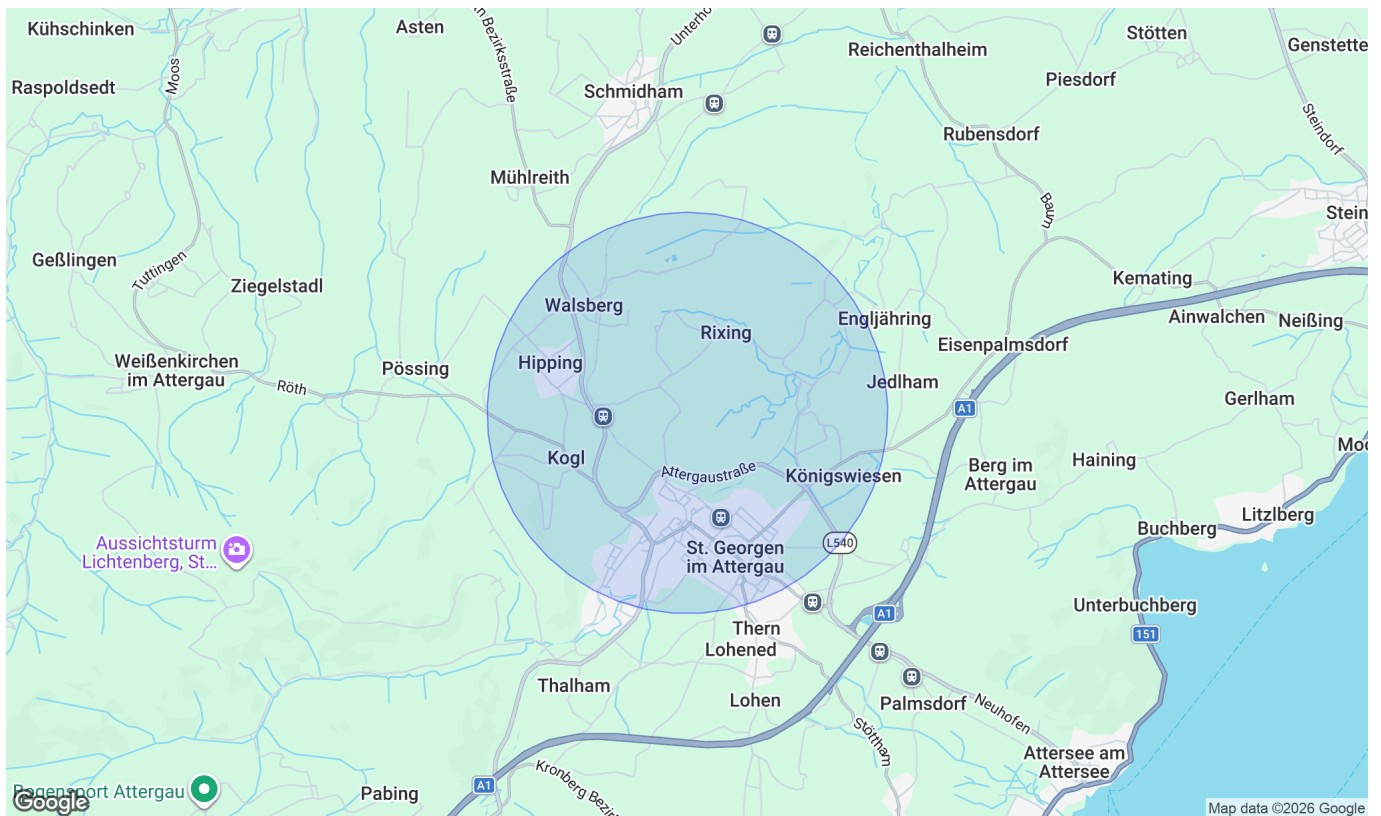 Kühschinken
Asten
n Bezirksstraße
Unterho
Reichenthalheim
Stötten
Genstette
Raspoldsedt
Moos
Schmidham
Piesdorf
Steindorf
Rubensdorf
Mühlreith
Baum
Stein
Geßlingen
Tuttingen
Ziegelstadl
Kemating
Walsberg
Engljähring
Ainwalchen
Neißing
Rixing
Eisenpalmsdorf
Weißenkirchen
im Attergau
Hipping
Pössing
Röth
Jedlham
A1
Gerlham
Moo
Kogl
Attergaustraße
Königswiesen
Berg im
Attergau
Haining
Litzlberg
Buchberg
Aussichtsturm
Lichtenberg, St...
St. Georgen
im Attergau
L540
Unterbuchberg
A1
151
Thern
Lohened
Thalham
Lohen
Palmsdorf
Neuhofen
Stöttham
Attersee am
Attersee
A1
Kronberg Bezir
Pabing
Bogensport Attergau
Google
Map data ©2026 Google